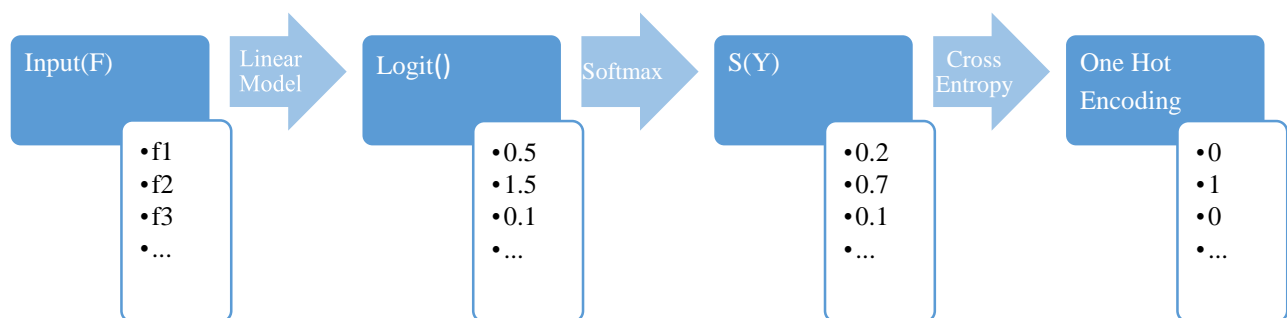 Input(F)
•f1
•f2
•f3
•...
Linear
Model
Logit()
•0.5
•1.5
•0.1
•...
Softmax
S(Y)
•0.2
•0.7
•0.1
•...
Cross
Entropy
One Hot
Encoding
•0
•1
•0
•...